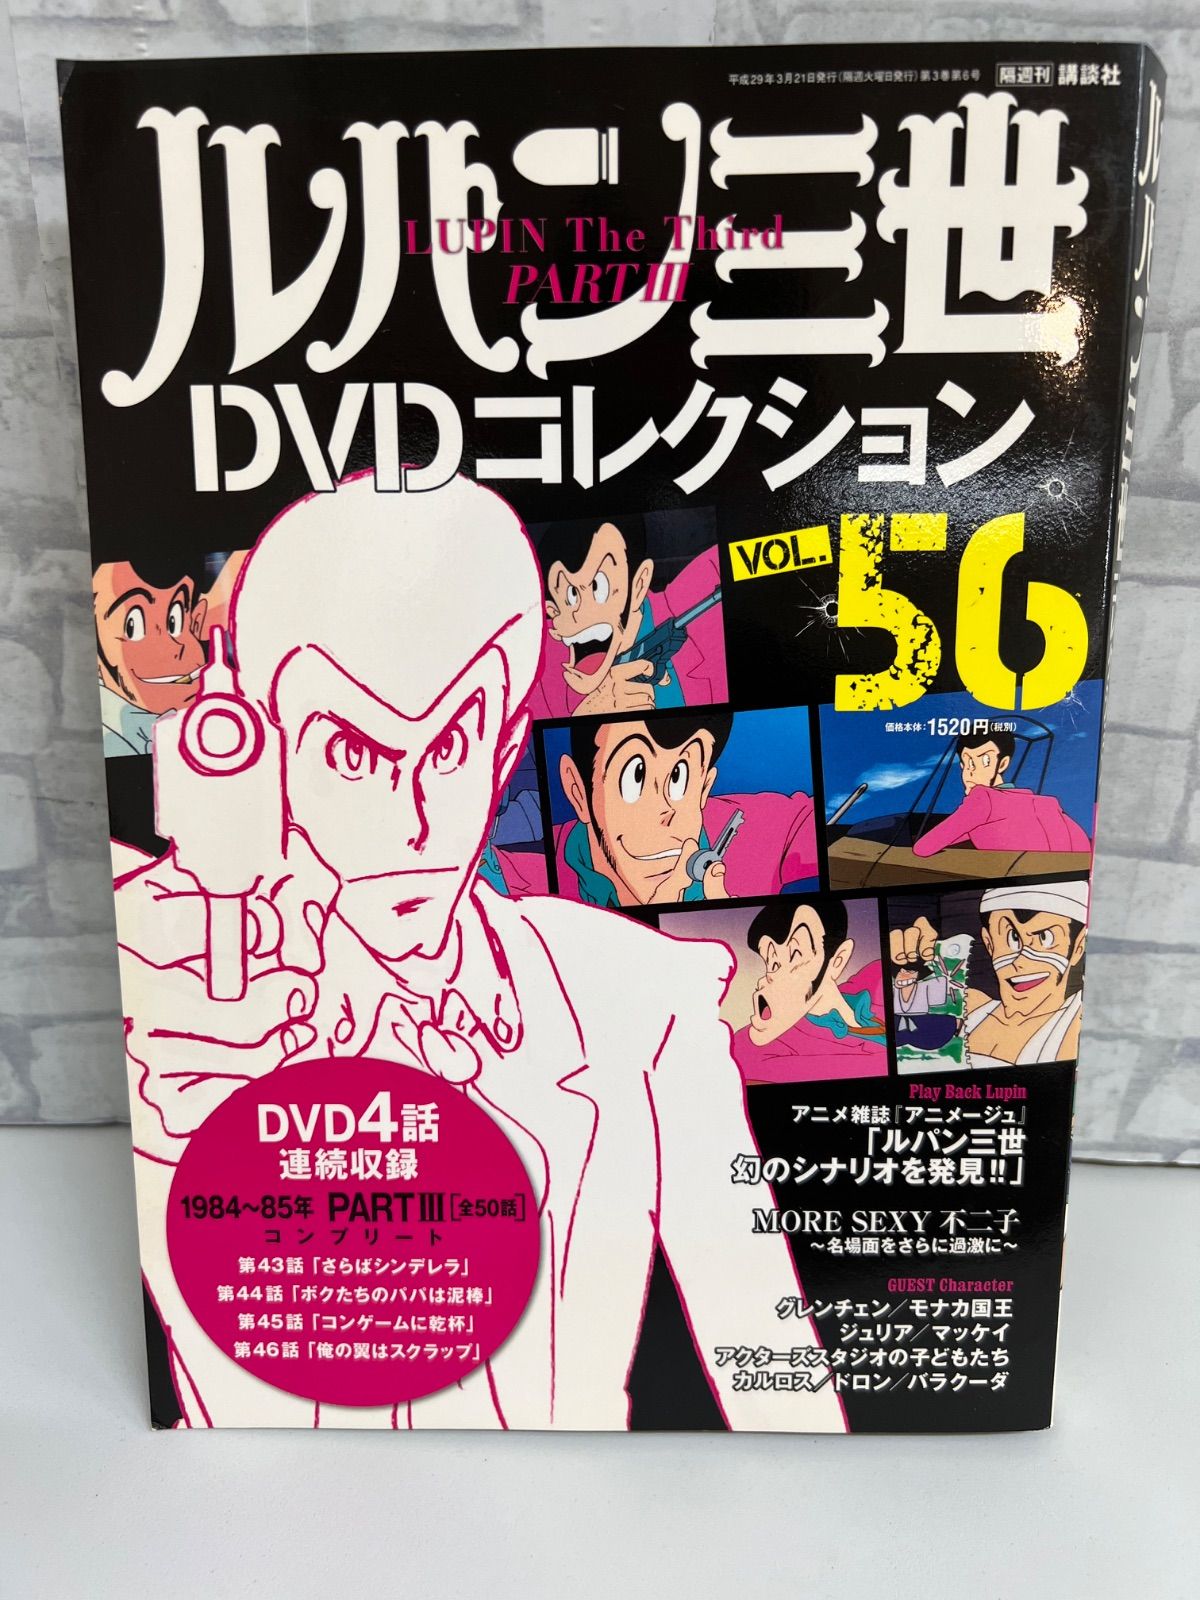 平成29年3月21日発行(隔週火曜日発行)第3巻第6号 隔週刊 講談社
ルパン三世
LUPIN The Third
PART III
DVDコレクション
VOL. 56
価格本体:1520円(税別)
Play Back Lupin
アニメ雑誌『アニメージュ』
「ルパン三世
幻のシナリオを発見!!」
MORE SEXY 不二子
～名場面をさらに過激に～
GUEST Character
グレンチェン/モナカ国王
ジュリア/マッケイ
アクターズスタジオの子どもたち
カルロス/ドロン/バラクーダ
DVD4話
連続収録
1984～85年 PART III [全50話]
コンプリート
第43話「さらばシンデレラ」
第44話「ボクたちのパパは泥棒」
第45話「コンゲームに乾杯」
第46話「俺の翼はスクラップ」